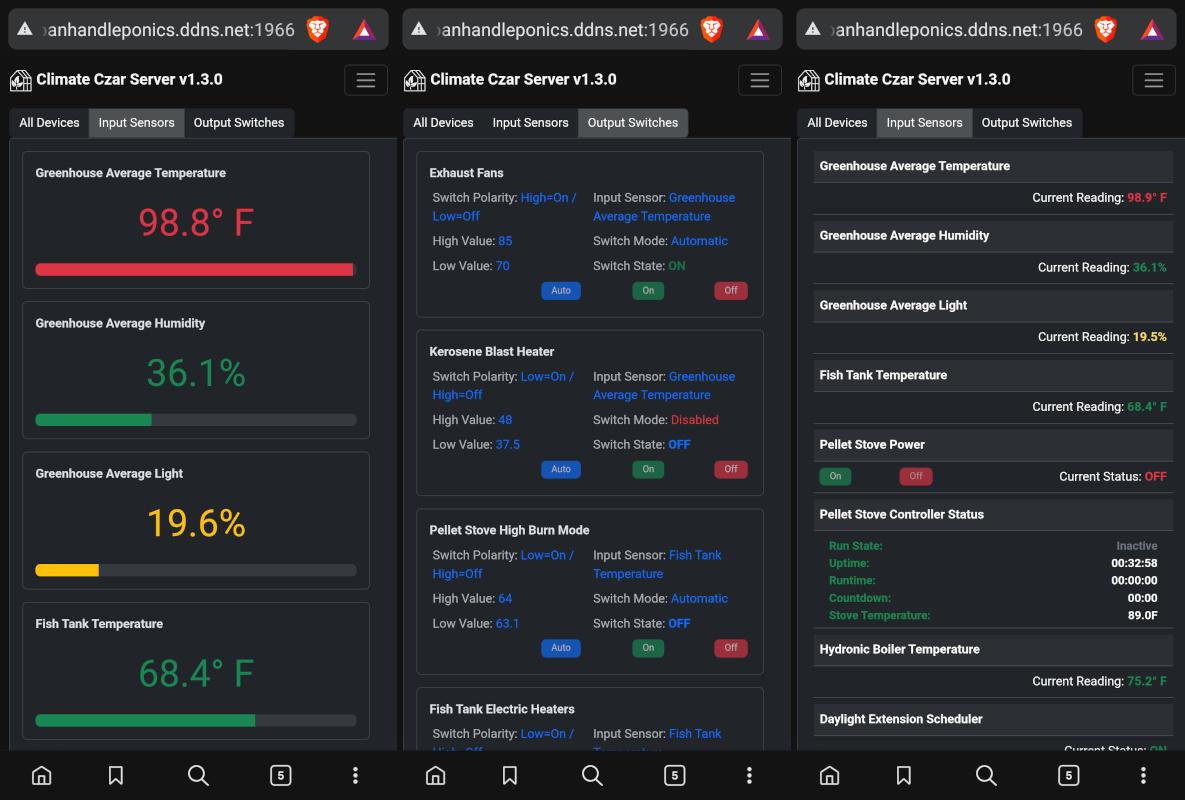 anhandleponics.ddns.net:1966
Climate Czar Server v1.3.0
All Devices Input Sensors Output Switches
Greenhouse Average Temperature
98.8° F
Greenhouse Average Humidity
36.1%
Greenhouse Average Light
19.6%
Fish Tank Temperature
68.4° F
5
anhandleponics.ddns.net:1966
Climate Czar Server v1.3.0
All Devices Input Sensors Output Switches
Exhaust Fans
Switch Polarity: High=On / Input Sensor: Greenhouse
Low=Off Average Temperature
High Value: 85 Switch Mode: Automatic
Low Value: 70 Switch State: ON
Auto On Off
Kerosene Blast Heater
Switch Polarity: Low=On / Input Sensor: Greenhouse
High=Off Average Temperature
High Value: 48 Switch Mode: Disabled
Low Value: 37.5 Switch State: OFF
Auto On Off
Pellet Stove High Burn Mode
Switch Polarity: Low=On / Input Sensor: Fish Tank
High=Off Temperature
High Value: 64 Switch Mode: Automatic
Low Value: 63.1 Switch State: OFF
Auto On Off
Fish Tank Electric Heaters
Switch Polarity: Low=On / Input Sensor: Fish Tank
5
anhandleponics.ddns.net:1966
Climate Czar Server v1.3.0
All Devices Input Sensors Output Switches
Greenhouse Average Temperature
Current Reading: 98.9° F
Greenhouse Average Humidity
Current Reading: 36.1%
Greenhouse Average Light
Current Reading: 19.5%
Fish Tank Temperature
Current Reading: 68.4° F
Pellet Stove Power
On Off Current Status: OFF
Pellet Stove Controller Status
Run State: Inactive
Uptime: 00:32:58
Runtime: 00:00:00
Countdown: 00:00
Stove Temperature: 89.0F
Hydronic Boiler Temperature
Current Reading: 75.2° F
Daylight Extension Scheduler
Current Status: ON
5